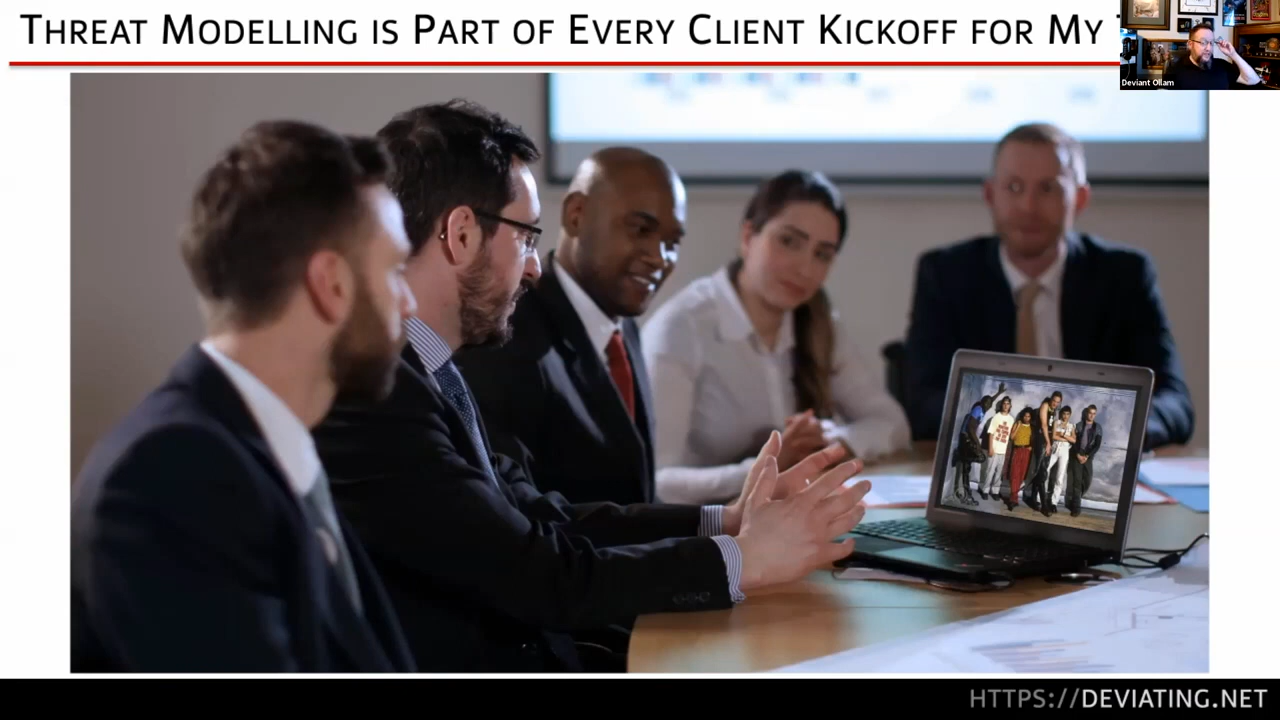 THREAT MODELLING IS PART OF EVERY CLIENT KICKOFF FOR MY
Deviant Ollam
HTTPS://DEVIATING.NET